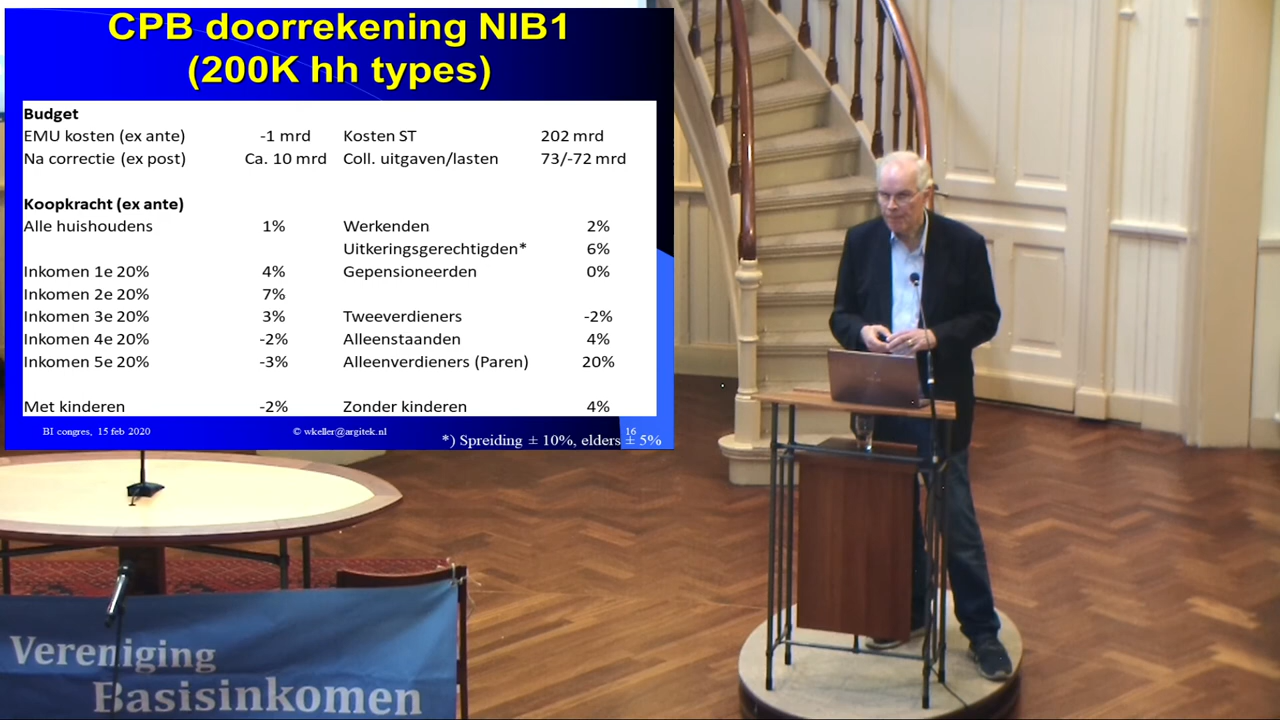 CPB doorrekening NIB1
(200K hh types)
Budget
EMU kosten (ex ante) -1 mrd Kosten ST 202 mrd
Na correctie (ex post) Ca. 10 mrd Coll. uitgaven/lasten 73/-72 mrd
Koopkracht (ex ante)
Alle huishoudens 1% Werkenden 2%
Uitkeringsgerechtigden* 6%
Inkomen 1e 20% 4% Gepensioneerden 0%
Inkomen 2e 20% 7%
Inkomen 3e 20% 3% Tweeverdieners -2%
Inkomen 4e 20% -2% Alleenstaanden 4%
Inkomen 5e 20% -3% Alleenverdieners (Paren) 20%
Met kinderen -2% Zonder kinderen 4%
BI congres, 15 feb 2020 © wkeller@argitek.nl 16
*) Spreiding ± 10%, elders ± 5%
Vereniging
Basisinkomen